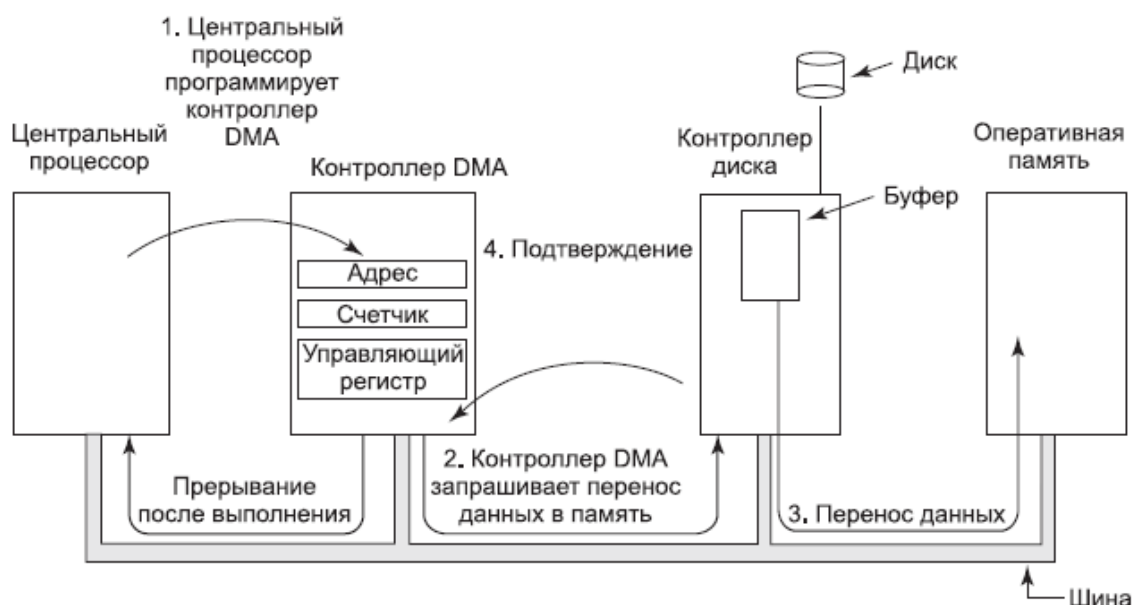 1. Центральный
процессор
программирует
контроллер
DMA
Центральный
процессор
Контроллер DMA
Диск
Контроллер
диска
Оперативная
память
Буфер
4. Подтверждение
Адрес
Счетчик
Управляющий
регистр
Прерывание
после выполнения
2. Контроллер DMA
запрашивает перенос
данных в память
3. Перенос данных
Шина